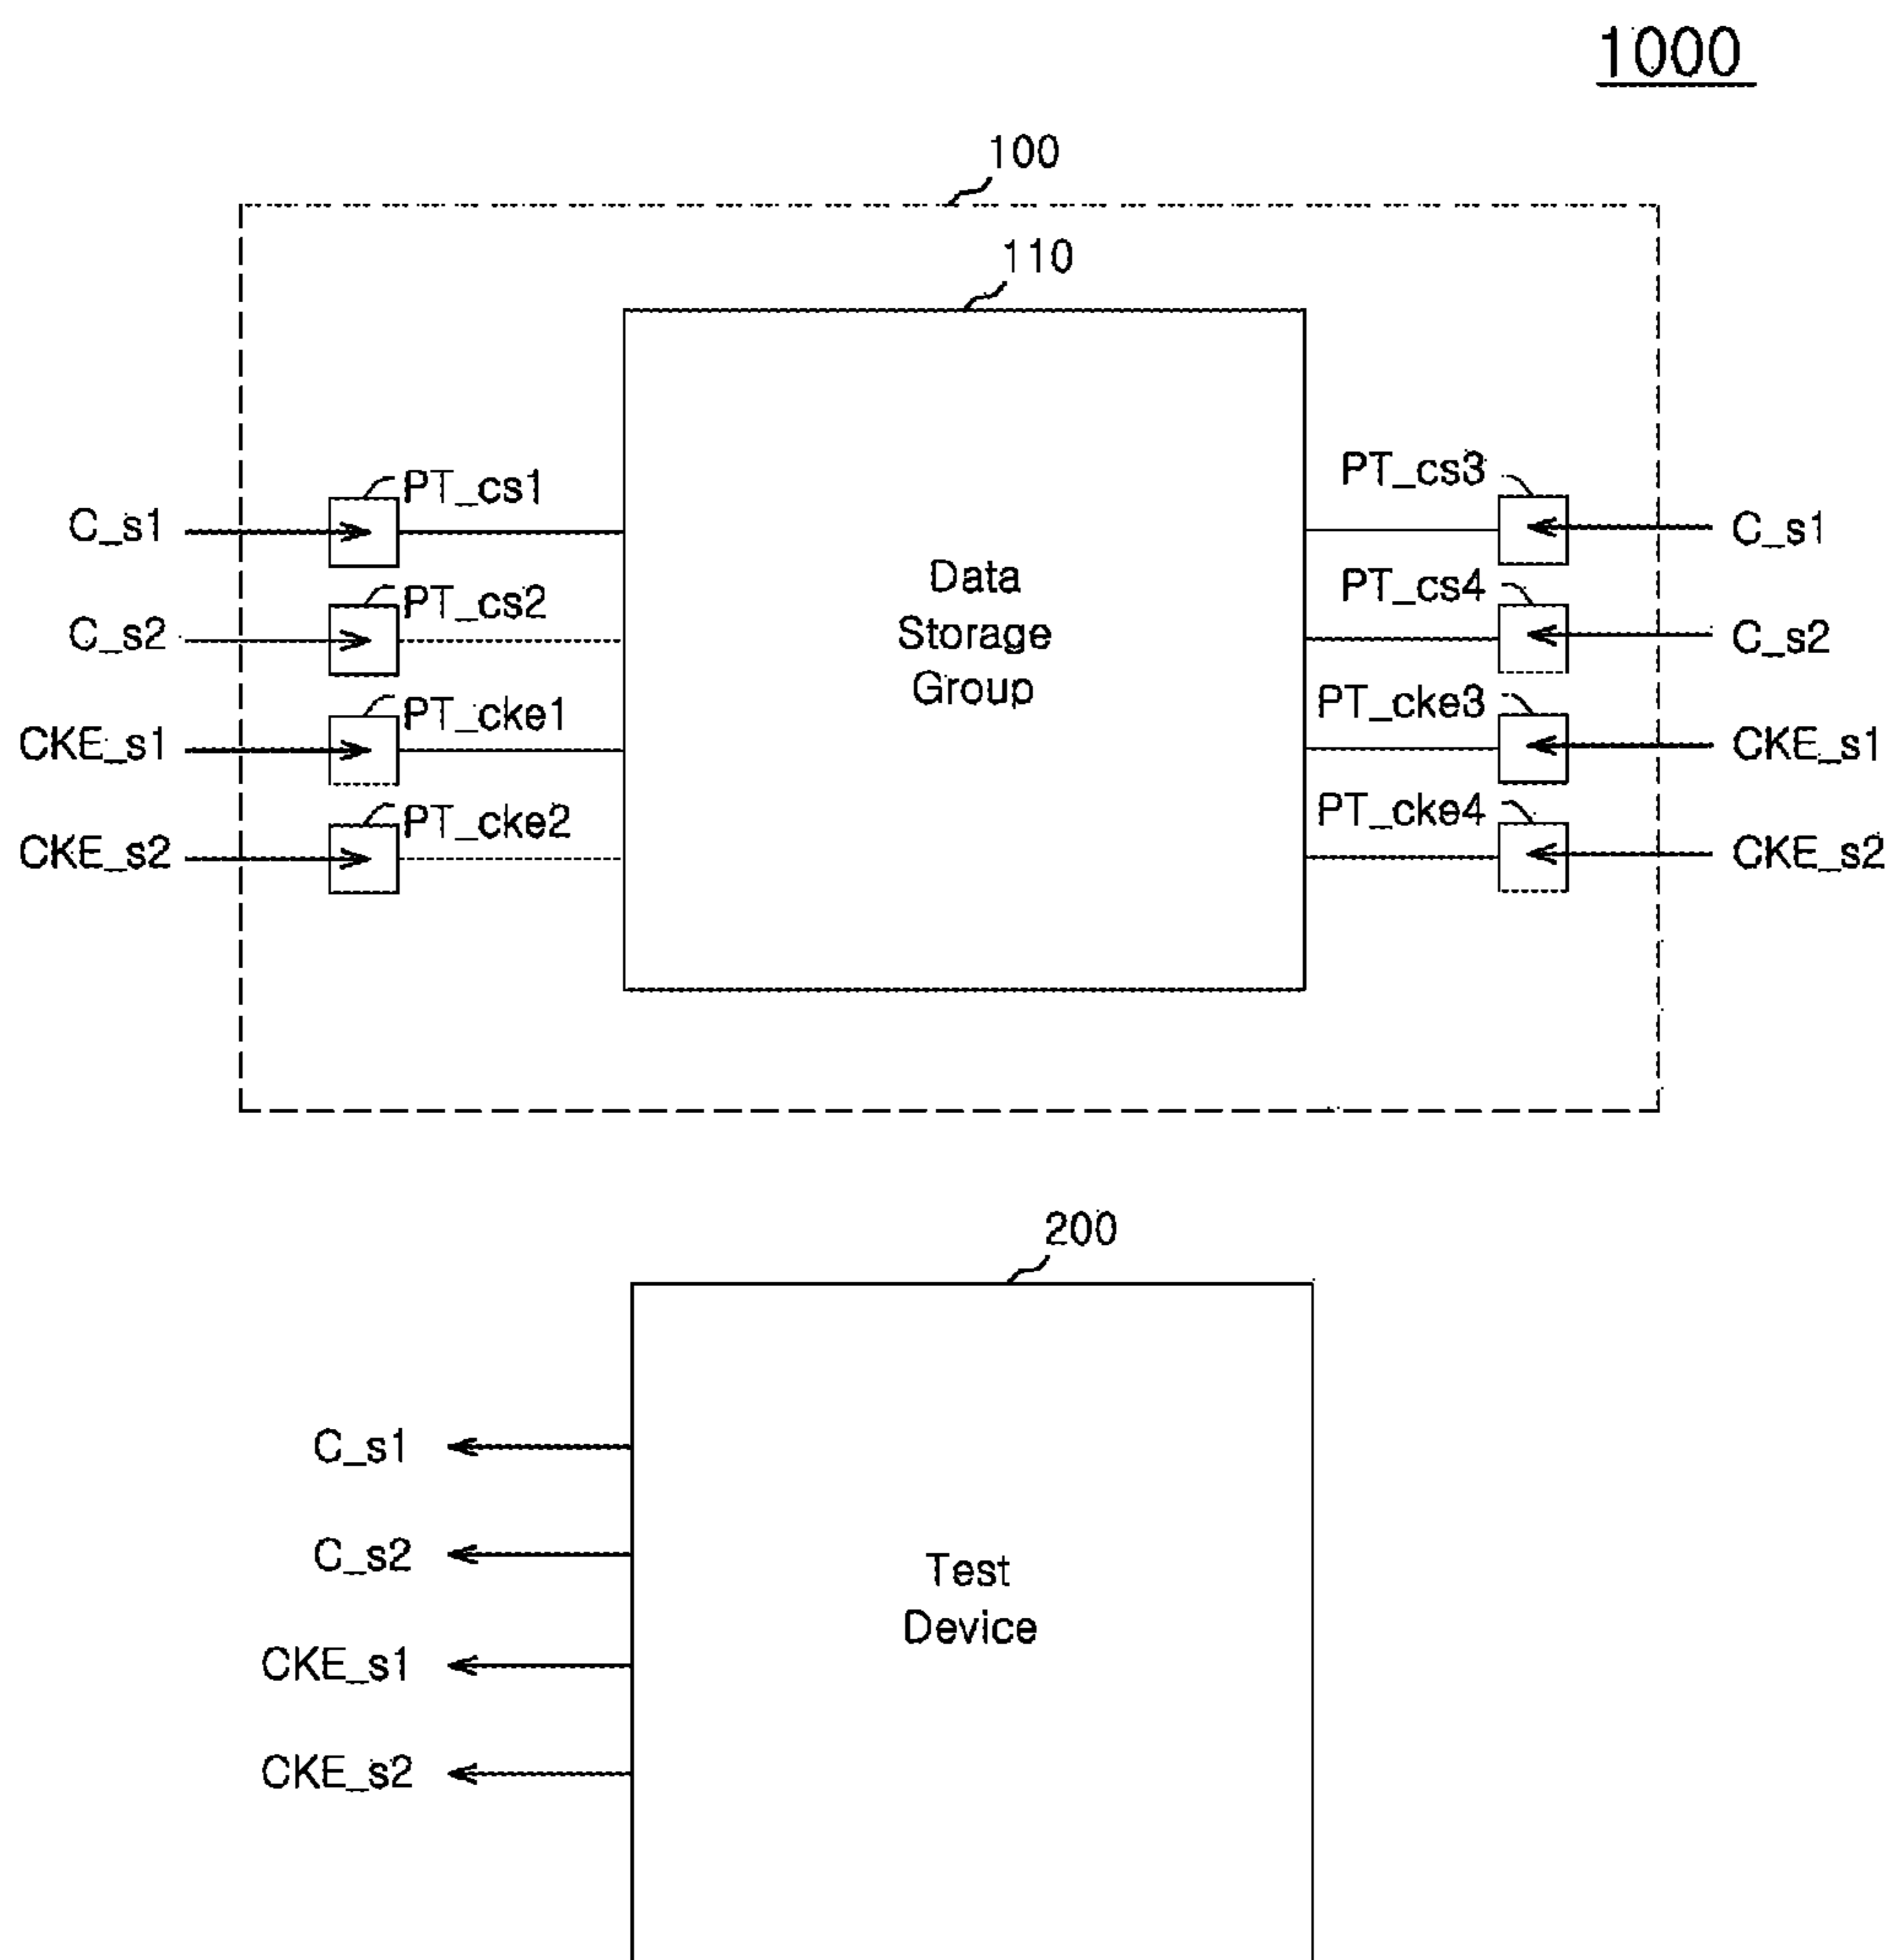 1000
100
110
PT_cs1
PT_cs3
C_s1
C_s1
PT_cs2
PT_cs4
Data
Storage
Group
C_s2
C_s2
PT_cke1
PT_cke3
CKE_s1
CKE_s1
PT_cke2
PT_cke4
CKE_s2
CKE_s2
200
C_s1
C_s2
Test
Device
CKE_s1
CKE_s2